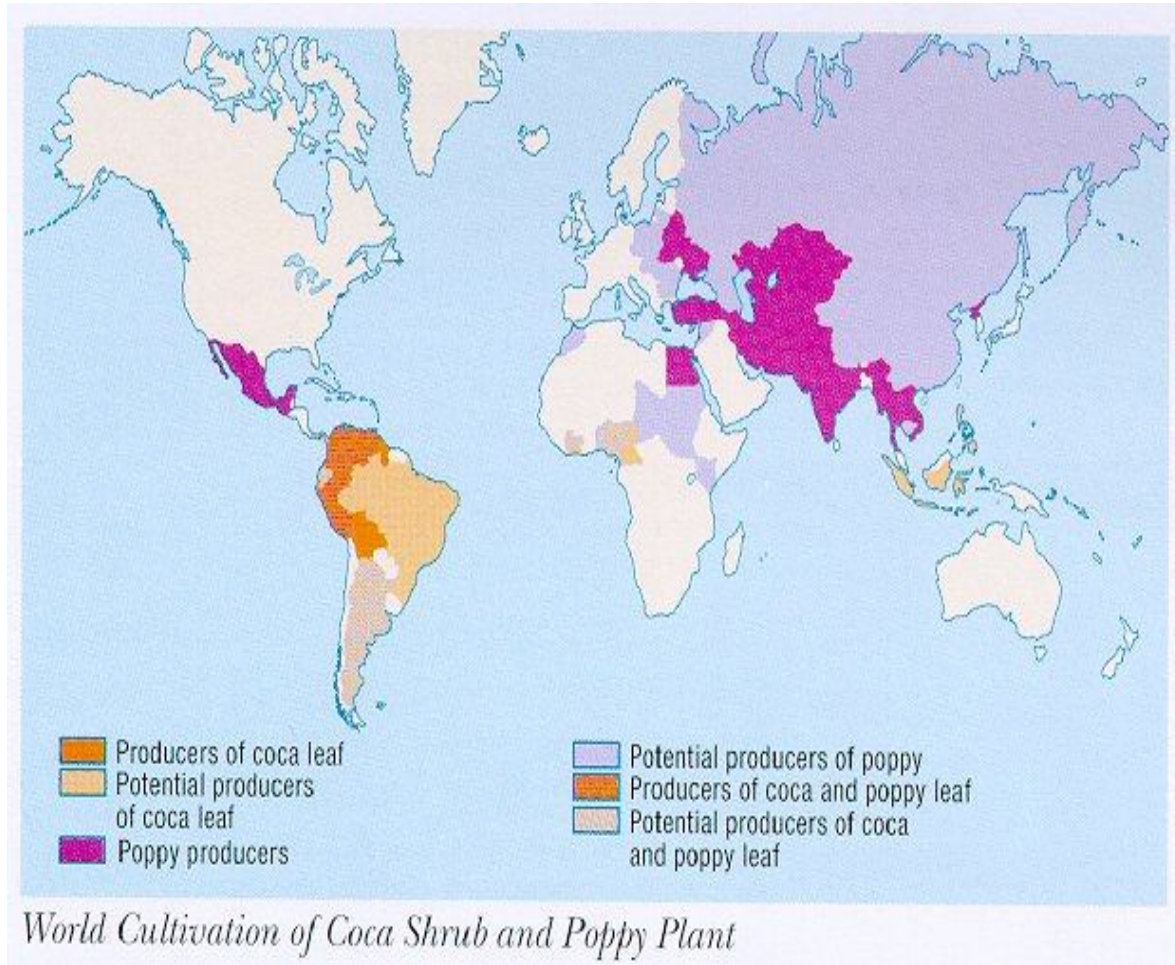 Producers of coca leaf
Potential producers
of coca leaf
Poppy producers
Potential producers of poppy
Producers of coca and poppy leaf
Potential producers of coca
and poppy leaf
World Cultivation of Coca Shrub and Poppy Plant